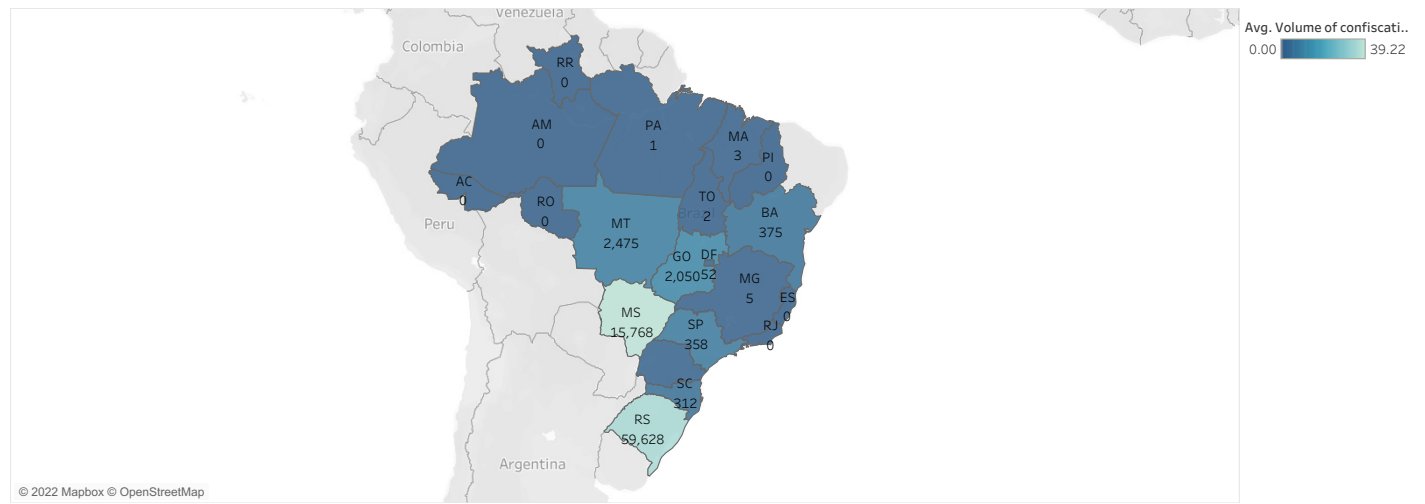 Venezuela
Avg. Volume of confiscati..
0.00 39.22
Colombia
RR
0
AM
0
PA
1
MA
3
PI
0
AC
0
RO
0
TO
2
Peru
MT
2,475
BA
375
GO
2,050
DF
52
MG
5
ES
0
MS
15,768
SP
358
RJ
0
SC
312
RS
59,628
Argentina
© 2022 Mapbox © OpenStreetMap